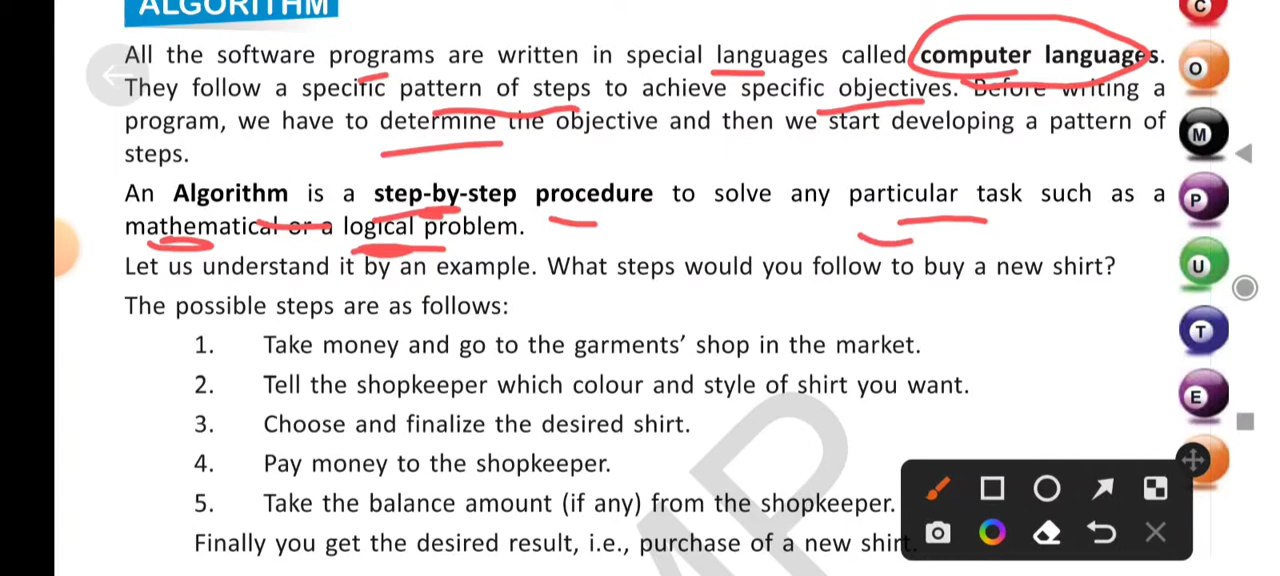 ALGORITHM
All the software programs are written in special languages called computer languages.
They follow a specific pattern of steps to achieve specific objectives. Before writing a
program, we have to determine the objective and then we start developing a pattern of
steps.
An Algorithm is a step-by-step procedure to solve any particular task such as a
mathematical or a logical problem.
Let us understand it by an example. What steps would you follow to buy a new shirt?
The possible steps are as follows:
1. Take money and go to the garments’ shop in the market.
2. Tell the shopkeeper which colour and style of shirt you want.
3. Choose and finalize the desired shirt.
4. Pay money to the shopkeeper.
5. Take the balance amount (if any) from the shopkeeper.
Finally you get the desired result, i.e., purchase of a new shirt.
C
O
M
P
U
T
E
MP